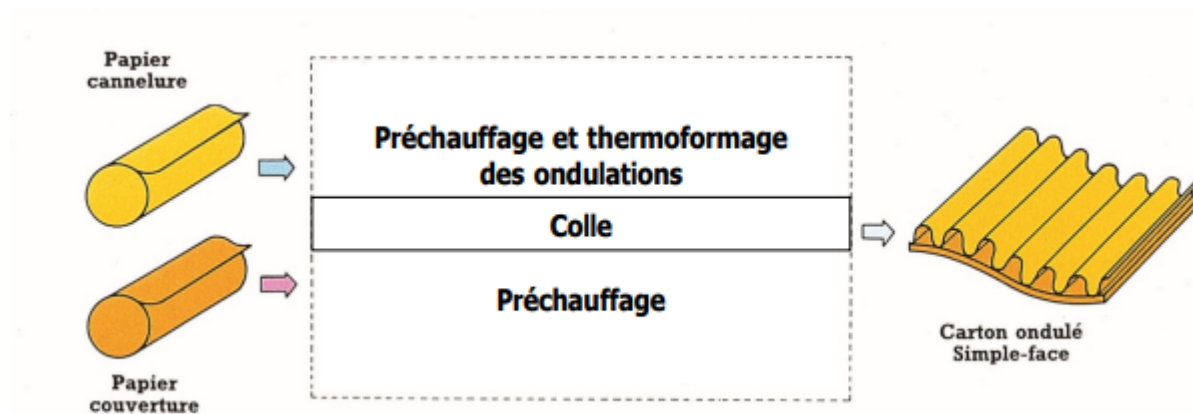 Papier
cannelure
Préchauffage et thermoformage
des ondulations
Colle
Préchauffage
Papier
couverture
Carton ondulé
Simple-face